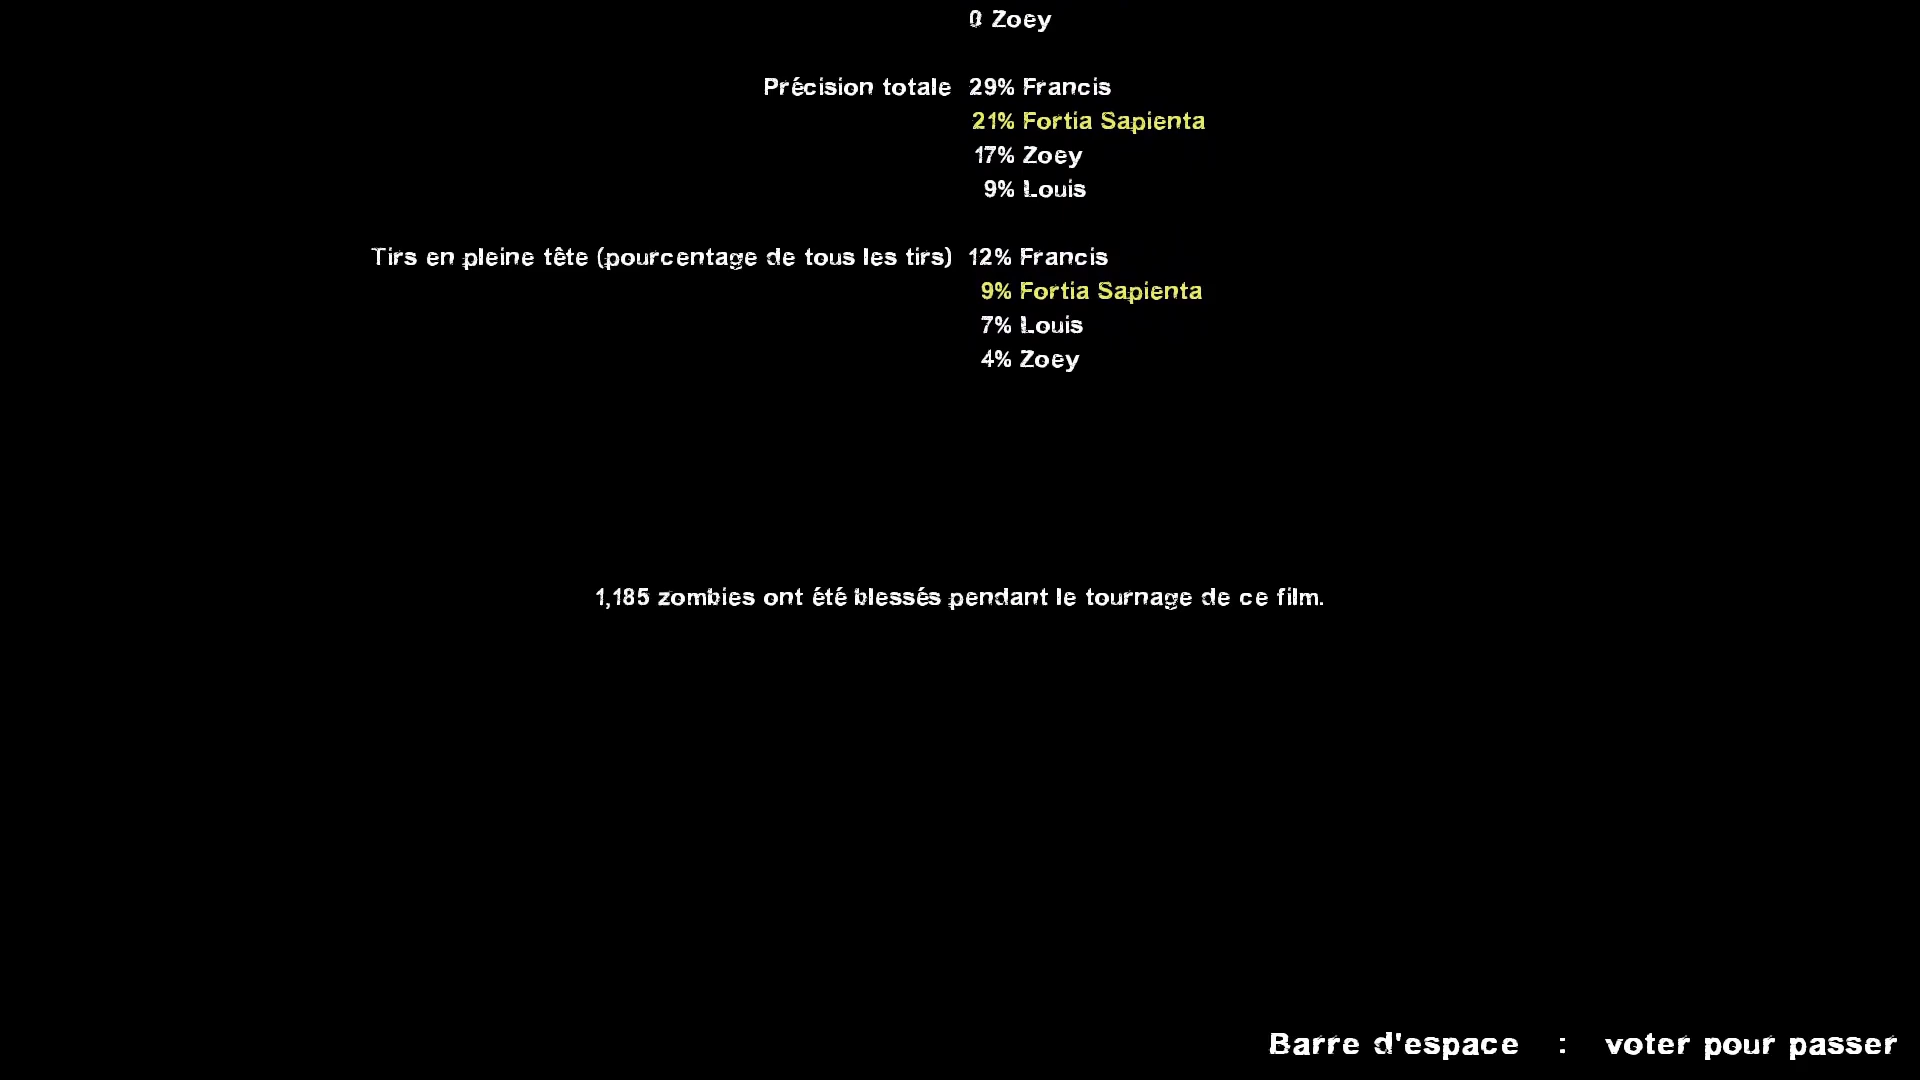 0 Zoey
Précision totale 29% Francis
21% Fortia Sapienta
17% Zoey
9% Louis
Tirs en pleine tête (pourcentage de tous les tirs) 12% Francis
9% Fortia Sapienta
7% Louis
4% Zoey
1,185 zombies ont été blessés pendant le tournage de ce film.
Barre d'espace : voter pour passer